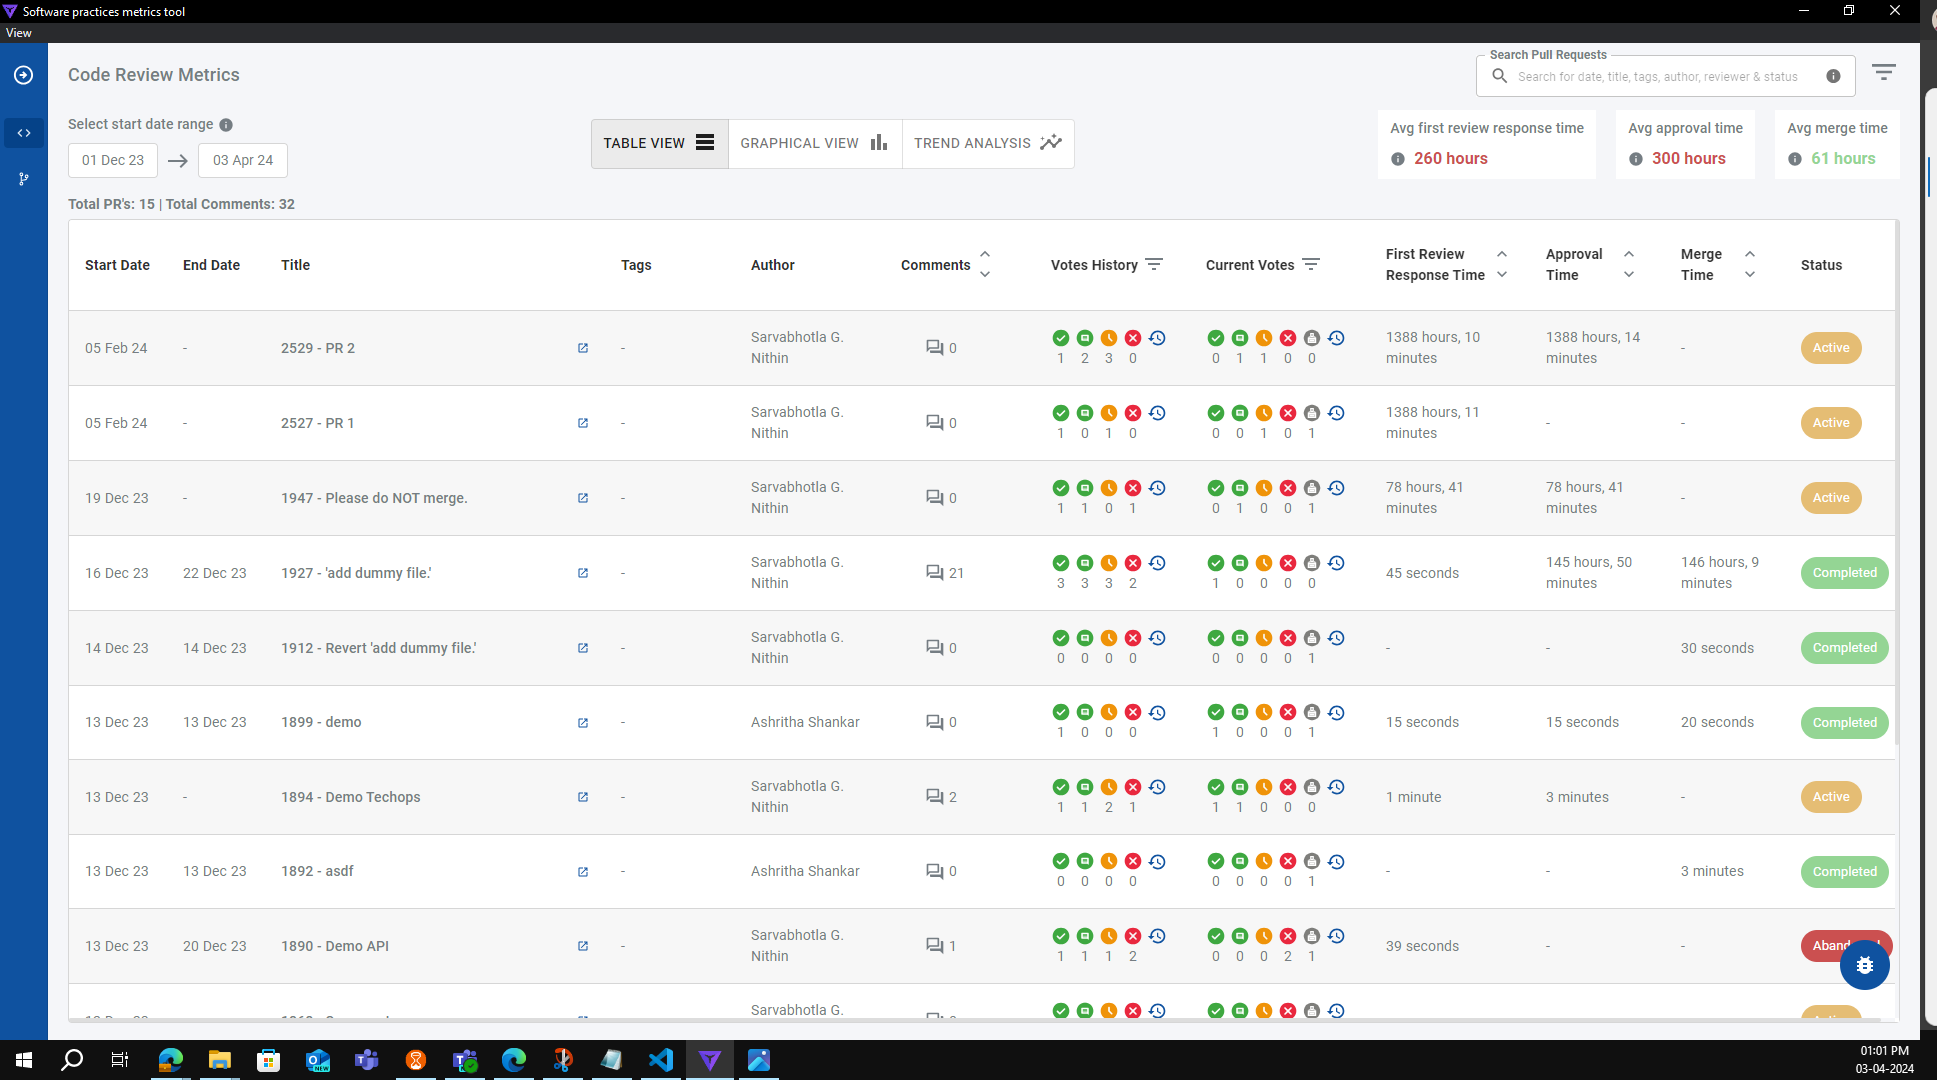 Software practices metrics tool
View
Code Review Metrics
Search Pull Requests
Search for date, title, tags, author, reviewer & status
Select start date range
01 Dec 23
03 Apr 24
TABLE VIEW
GRAPHICAL VIEW
TREND ANALYSIS
Avg first review response time
260 hours
Avg approval time
300 hours
Avg merge time
61 hours
Total PR's: 15 | Total Comments: 32
Start Date End Date Title Tags Author Comments Votes History Current Votes First Review Response Time Approval Time Merge Time Status
05 Feb 24 - 2529 - PR 2 - Sarvabhotla G. Nithin 0 1 2 3 0 0 1 1 0 0 1388 hours, 10 minutes 1388 hours, 14 minutes - Active
05 Feb 24 - 2527 - PR 1 - Sarvabhotla G. Nithin 0 1 0 1 0 0 0 1 0 1 1388 hours, 11 minutes - - Active
19 Dec 23 - 1947 - Please do NOT merge. - Sarvabhotla G. Nithin 0 1 1 0 1 0 1 0 0 1 78 hours, 41 minutes 78 hours, 41 minutes - Active
16 Dec 23 22 Dec 23 1927 - 'add dummy file.' - Sarvabhotla G. Nithin 21 3 3 3 2 1 0 0 0 0 45 seconds 145 hours, 50 minutes 146 hours, 9 minutes Completed
14 Dec 23 14 Dec 23 1912 - Revert 'add dummy file.' - Sarvabhotla G. Nithin 0 0 0 0 0 0 0 0 0 1 - - 30 seconds Completed
13 Dec 23 13 Dec 23 1899 - demo - Ashritha Shankar 0 1 0 0 0 1 0 0 0 1 15 seconds 15 seconds 20 seconds Completed
13 Dec 23 - 1894 - Demo Techops - Sarvabhotla G. Nithin 2 1 1 2 1 1 1 0 0 0 1 minute 3 minutes - Active
13 Dec 23 13 Dec 23 1892 - asdf - Ashritha Shankar 0 0 0 0 0 0 0 0 0 1 - - 3 minutes Completed
13 Dec 23 20 Dec 23 1890 - Demo API - Sarvabhotla G. Nithin 1 1 1 1 2 0 0 0 2 1 39 seconds - -
Sarvabhotla G.
NEW
01:01 PM
03-04-2024